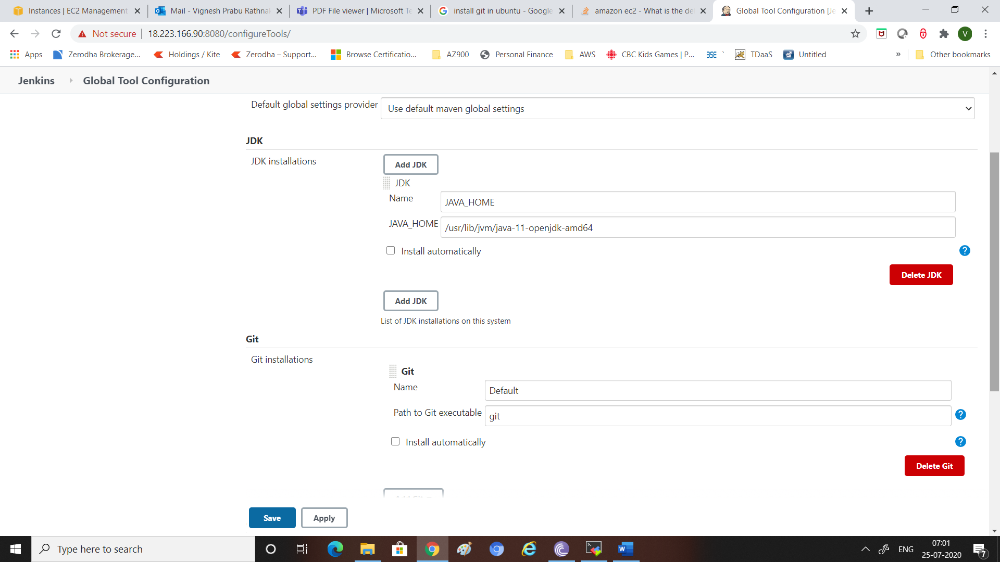 Instances | EC2 Management
Mail - Vignesh Prabu Rathna
PDF File viewer | Microsoft Te
install git in ubuntu - Google
amazon ec2 - What is the de
Global Tool Configuration [Je
Not secure
18.223.166.90:8080/configureTools/
V
Apps
Zerodha Brokerage...
Holdings / Kite
Zerodha – Support...
Browse Certificatio...
AZ900
Personal Finance
AWS
CBC Kids Games | P...
BSE `
TDaaS
Untitled
»
Other bookmarks
Jenkins
Global Tool Configuration
Default global settings provider
Use default maven global settings
JDK
JDK installations
Add JDK
JDK
Name
JAVA_HOME
JAVA_HOME
/usr/lib/jvm/java-11-openjdk-amd64
Install automatically
?
Delete JDK
Add JDK
List of JDK installations on this system
Git
Git installations
Git
Name
Default
Path to Git executable
git
?
Install automatically
?
Delete Git
Save
Apply
Type here to search
ENG
07:01
25-07-2020
7